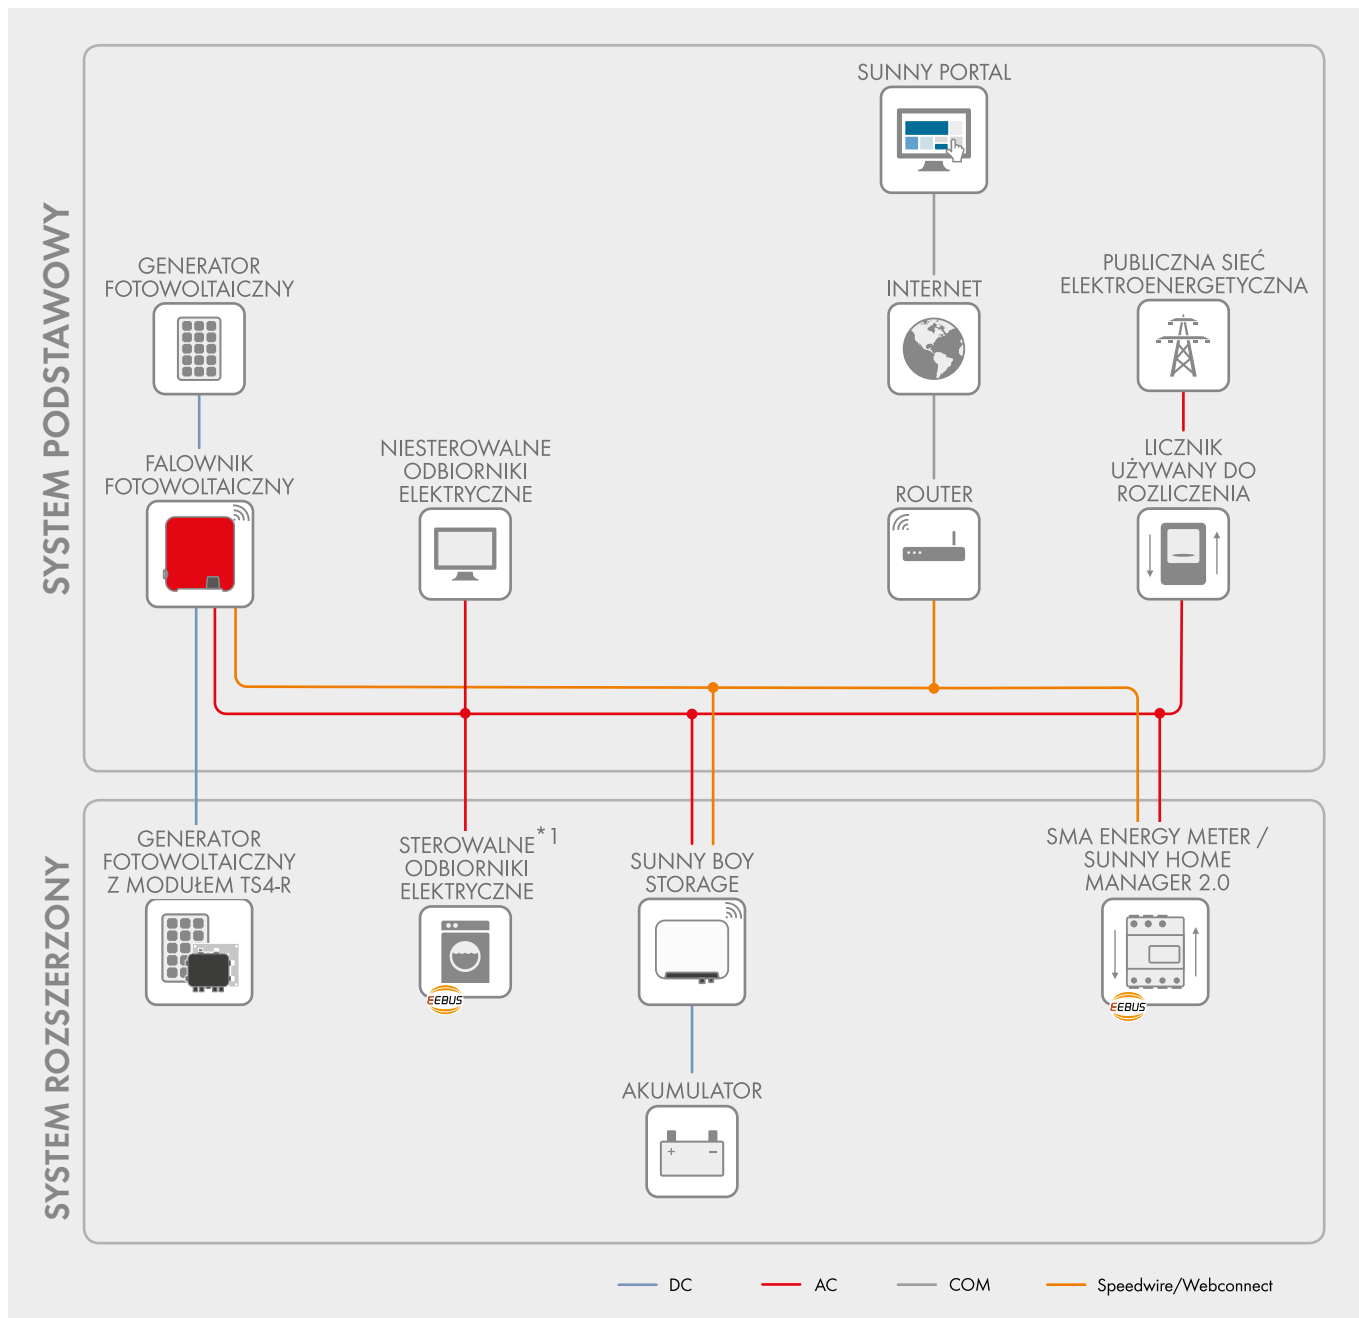 SYSTEM PODSTAWOWY
SUNNY PORTAL
GENERATOR
FOTOWOLTAICZNY
INTERNET
PUBLICZNA SIEĆ
ELEKTROENERGETYCZNA
FALOWNIK
FOTOWOLTAICZNY
NIESTEROWALNE
ODBIORNIKI
ELEKTRYCZNE
ROUTER
LICZNIK
UŻYWANY DO
ROZLICZENIA
SYSTEM ROZSZERZONY
GENERATOR
FOTOWOLTAICZNY
Z MODUŁEM TS4-R
STEROWALNE*1
ODBIORNIKI
ELEKTRYCZNE
EEBUS
SUNNY BOY
STORAGE
SMA ENERGY METER /
SUNNY HOME
MANAGER 2.0
EEBUS
AKUMULATOR
+ −
DC
AC
COM
Speedwire/Webconnect